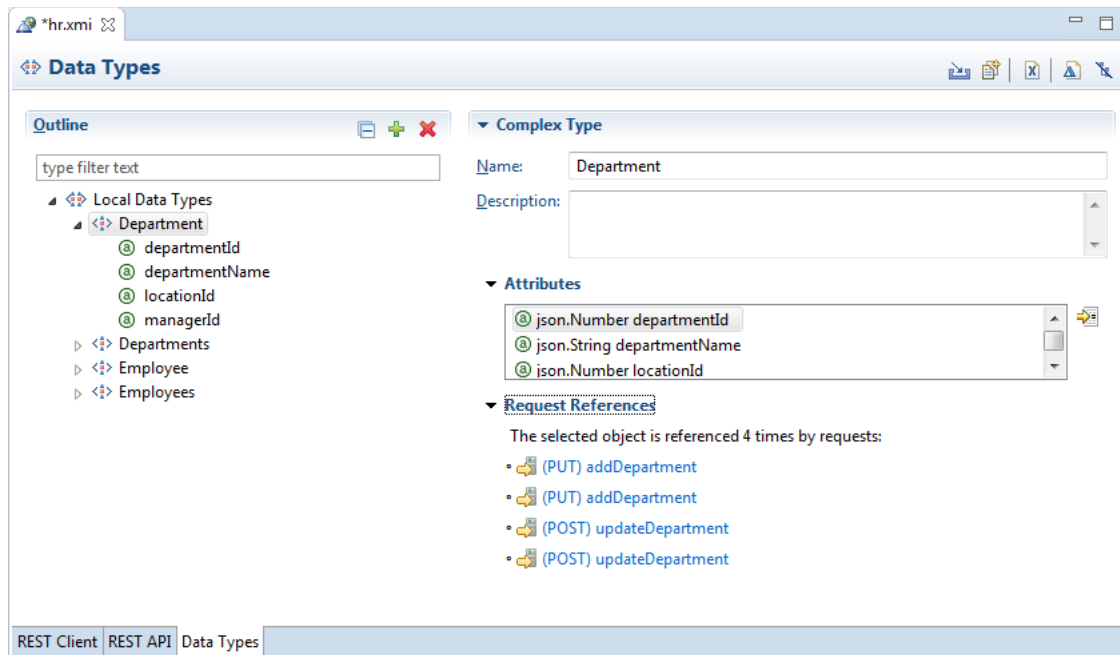 *hr.xmi
Data Types
Outline
type filter text
Local Data Types
Department
departmentId
departmentName
locationId
managerId
Departments
Employee
Employees
Complex Type
Name: Department
Description:
Attributes
json.Number departmentId
json.String departmentName
json.Number locationId
Request References
The selected object is referenced 4 times by requests:
(PUT) addDepartment
(PUT) addDepartment
(POST) updateDepartment
(POST) updateDepartment
REST Client REST API Data Types